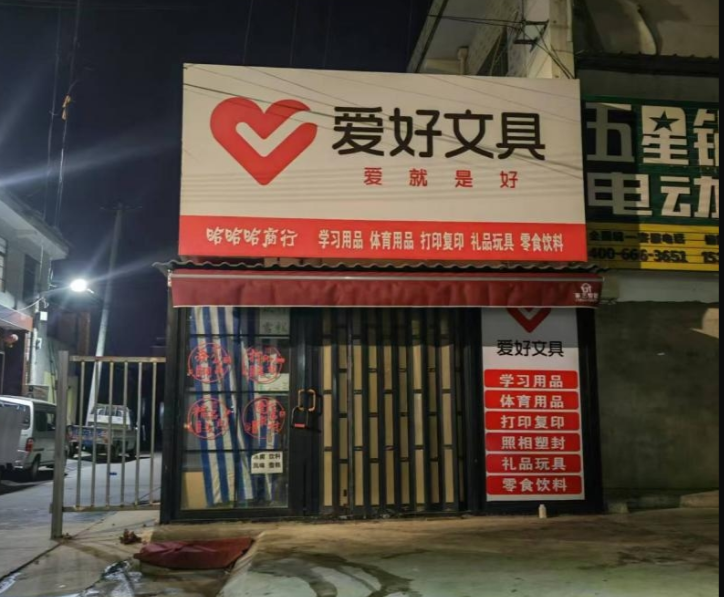 爱好文具
爱就是好
哈哈哈商行 学习用品 体育用品 打印复印 礼品玩具 零食饮料
五星
电动
400-666-3651
爱好文具
学习用品
体育用品
打印复印
照相塑封
礼品玩具
零食饮料